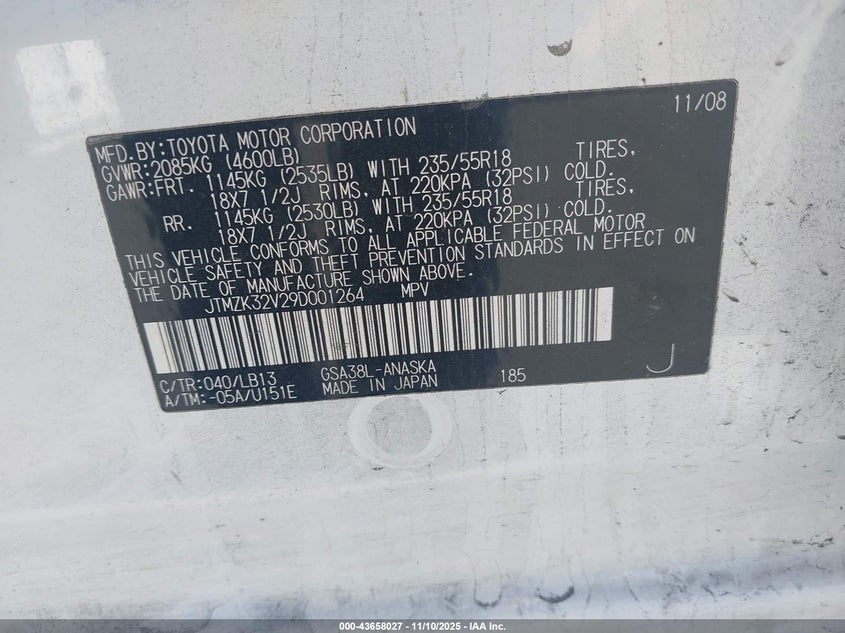 11/08
MFD.BY:TOYOTA MOTOR CORPORATION
GVWR:2085KG (4600LB)
GAWR:FRT. 1145KG (2535LB) WITH 235/55R18 TIRES,
18X7 1/2J RIMS, AT 220KPA (32PSI) COLD.
RR. 1145KG (2530LB) WITH 235/55R18 TIRES,
18X7 1/2J RIMS, AT 220KPA (32PSI) COLD.
THIS VEHICLE CONFORMS TO ALL APPLICABLE FEDERAL MOTOR
VEHICLE SAFETY AND THEFT PREVENTION STANDARDS IN EFFECT ON
THE DATE OF MANUFACTURE SHOWN ABOVE.
JTMZK32V29D001264 MPV
C/TR:040/LB13 GSA38L-ANASKA 185 J
A/TM:-05A/U151E MADE IN JAPAN
000-43658027 - 11/10/2025 - IAA Inc.